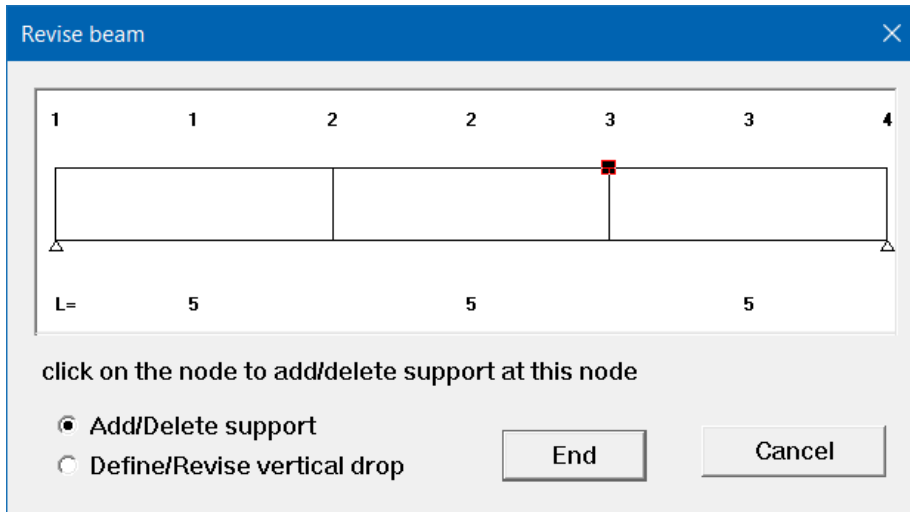 Revise beam
1 1 2 2 3 3 4
L= 5 5 5
click on the node to add/delete support at this node
Add/Delete support
Define/Revise vertical drop
End Cancel